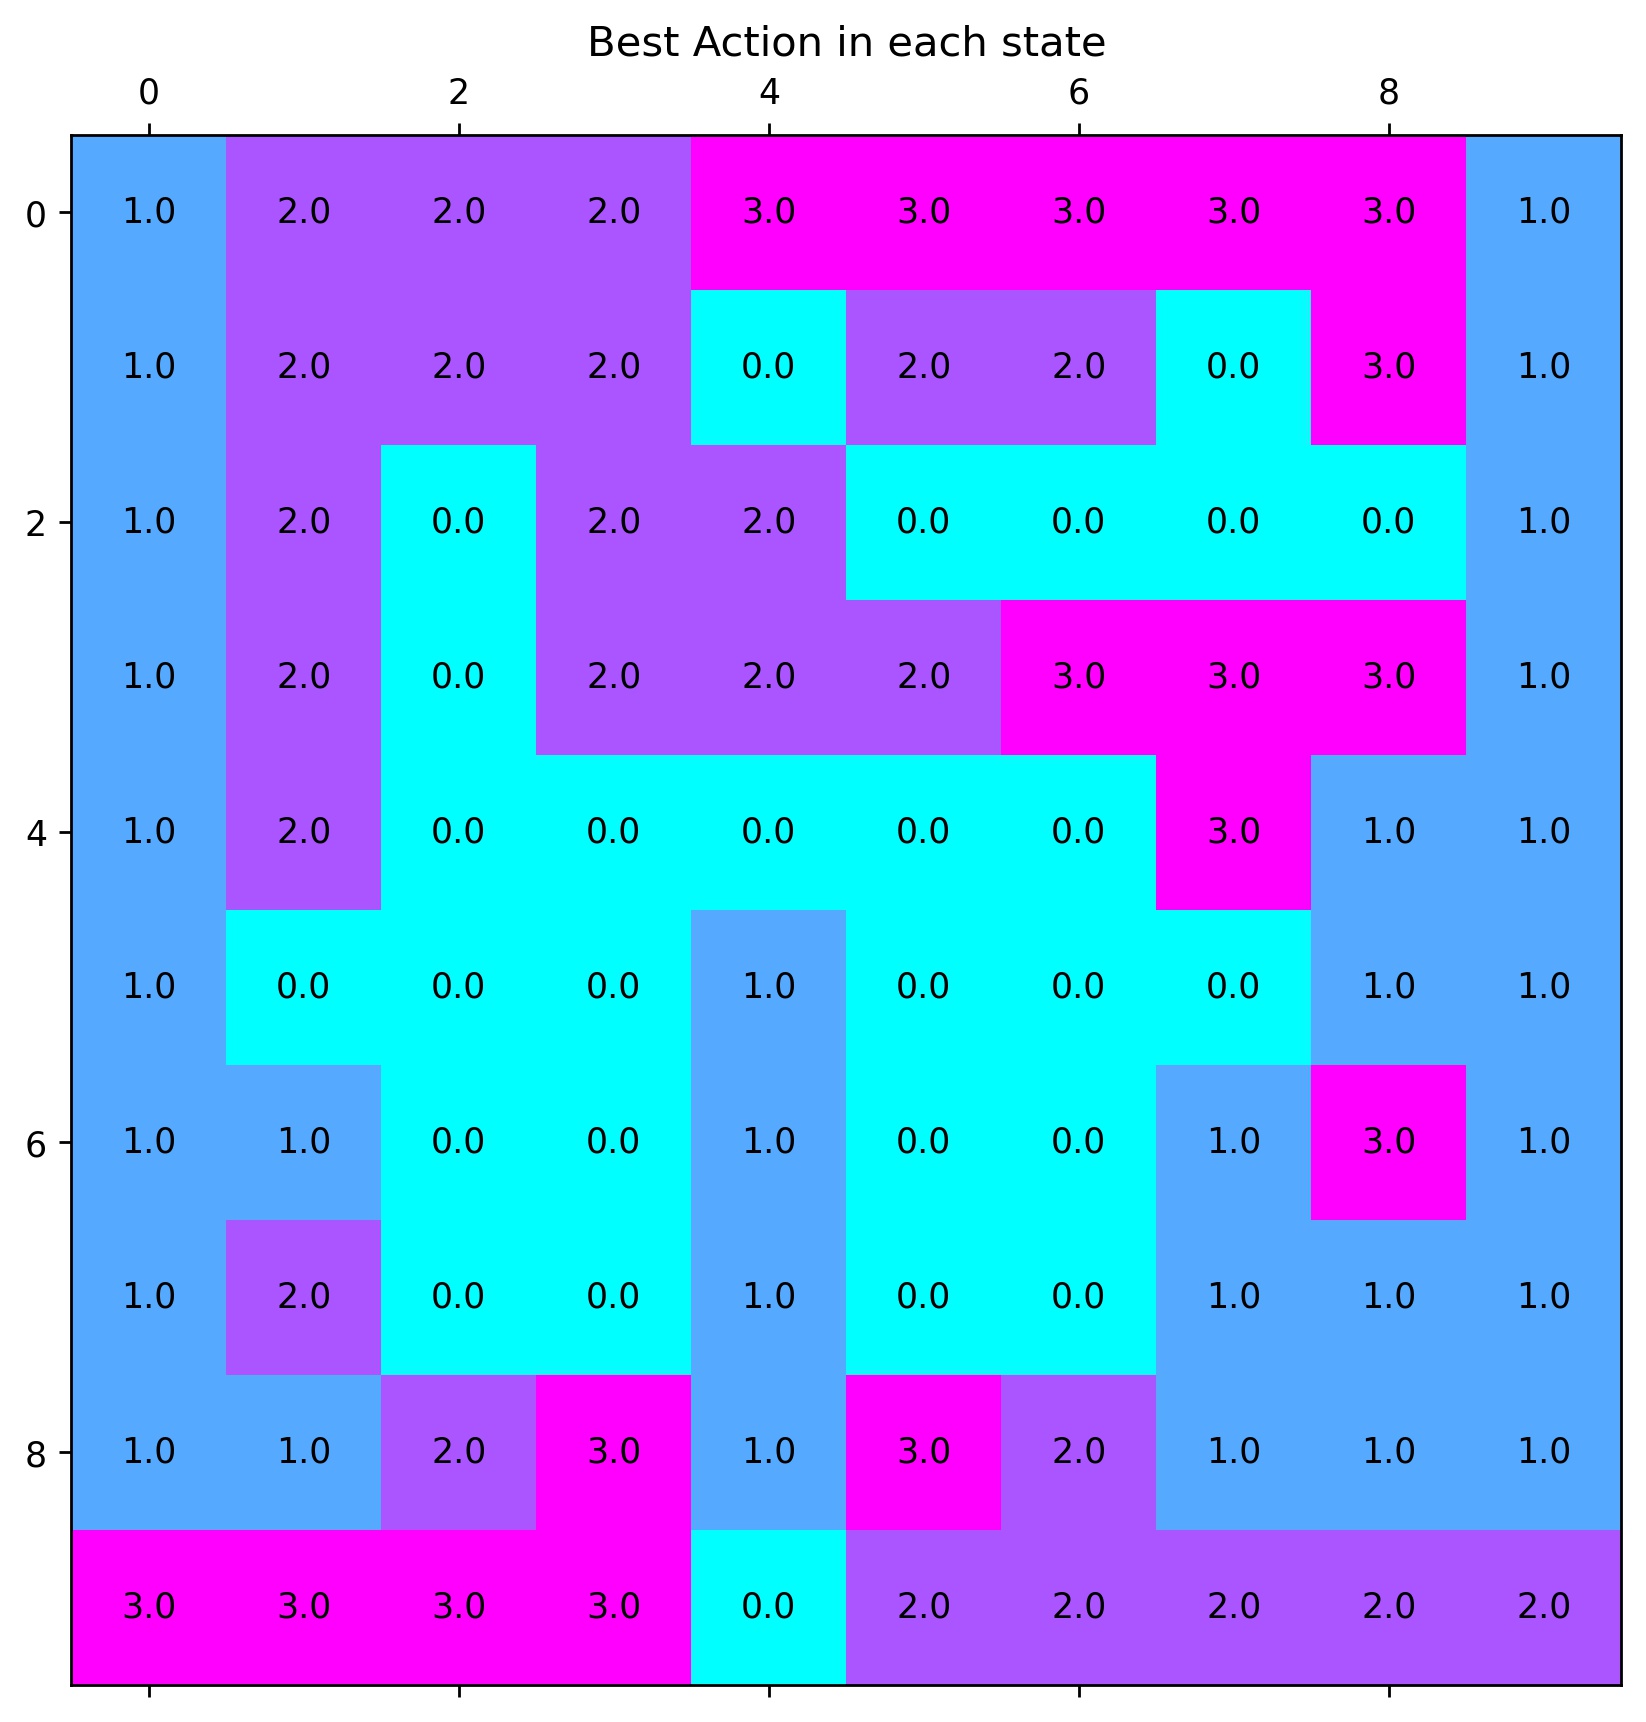 Best Action in each state
0 2 4 6 8
0 1.0 2.0 2.0 2.0 3.0 3.0 3.0 3.0 3.0 1.0
1.0 2.0 2.0 2.0 0.0 2.0 2.0 0.0 3.0 1.0
2 1.0 2.0 0.0 2.0 2.0 0.0 0.0 0.0 0.0 1.0
1.0 2.0 0.0 2.0 2.0 2.0 3.0 3.0 3.0 1.0
4 1.0 2.0 0.0 0.0 0.0 0.0 0.0 3.0 1.0 1.0
1.0 0.0 0.0 0.0 1.0 0.0 0.0 0.0 1.0 1.0
6 1.0 1.0 0.0 0.0 1.0 0.0 0.0 1.0 3.0 1.0
1.0 2.0 0.0 0.0 1.0 0.0 0.0 1.0 1.0 1.0
8 1.0 1.0 2.0 3.0 1.0 3.0 2.0 1.0 1.0 1.0
3.0 3.0 3.0 3.0 0.0 2.0 2.0 2.0 2.0 2.0